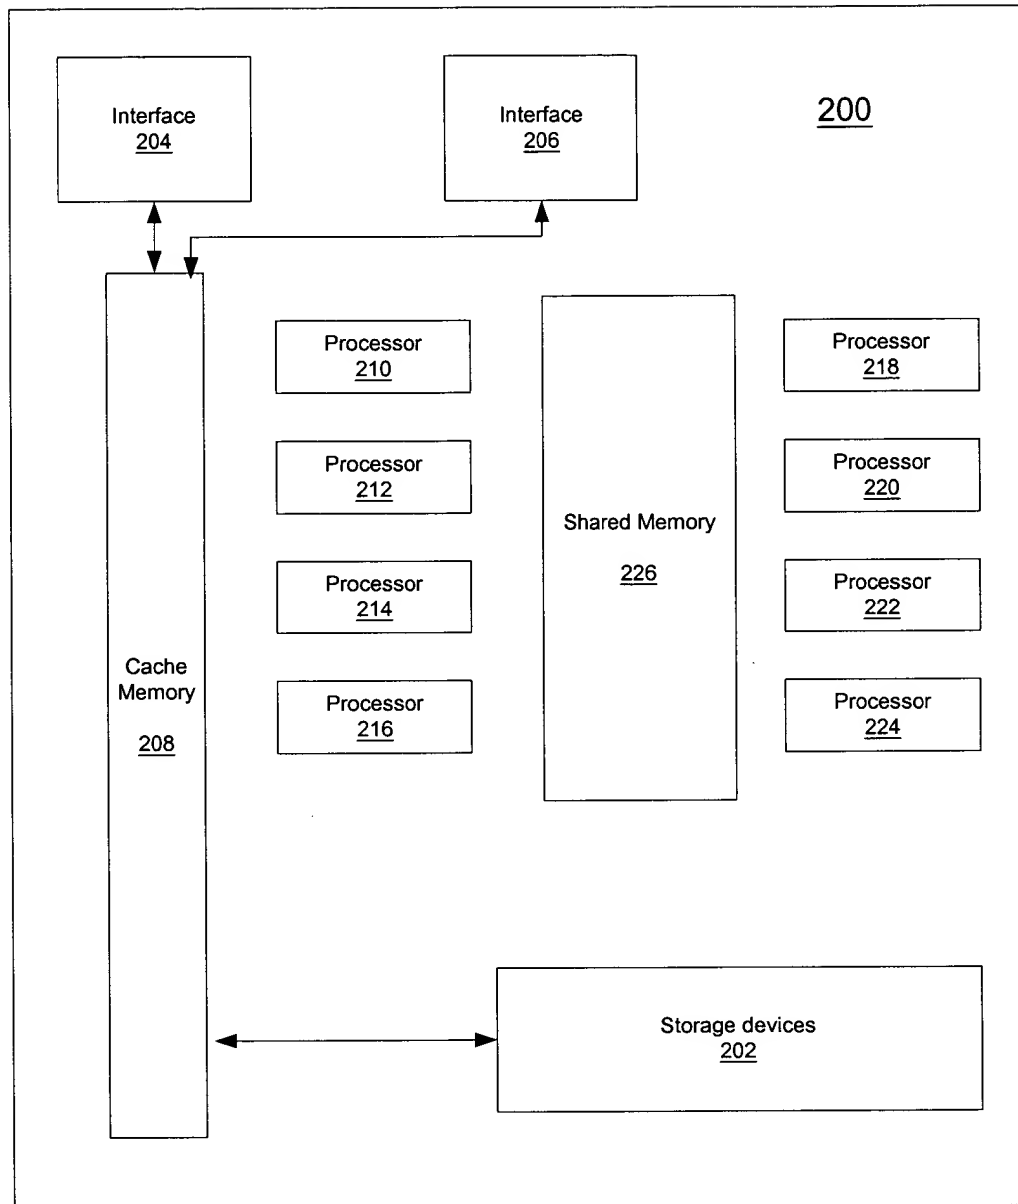 Interface
204
Interface
206
200
Processor
210
Processor
212
Processor
214
Processor
216
Shared Memory
226
Processor
218
Processor
220
Processor
222
Processor
224
Cache
Memory
208
Storage devices
202